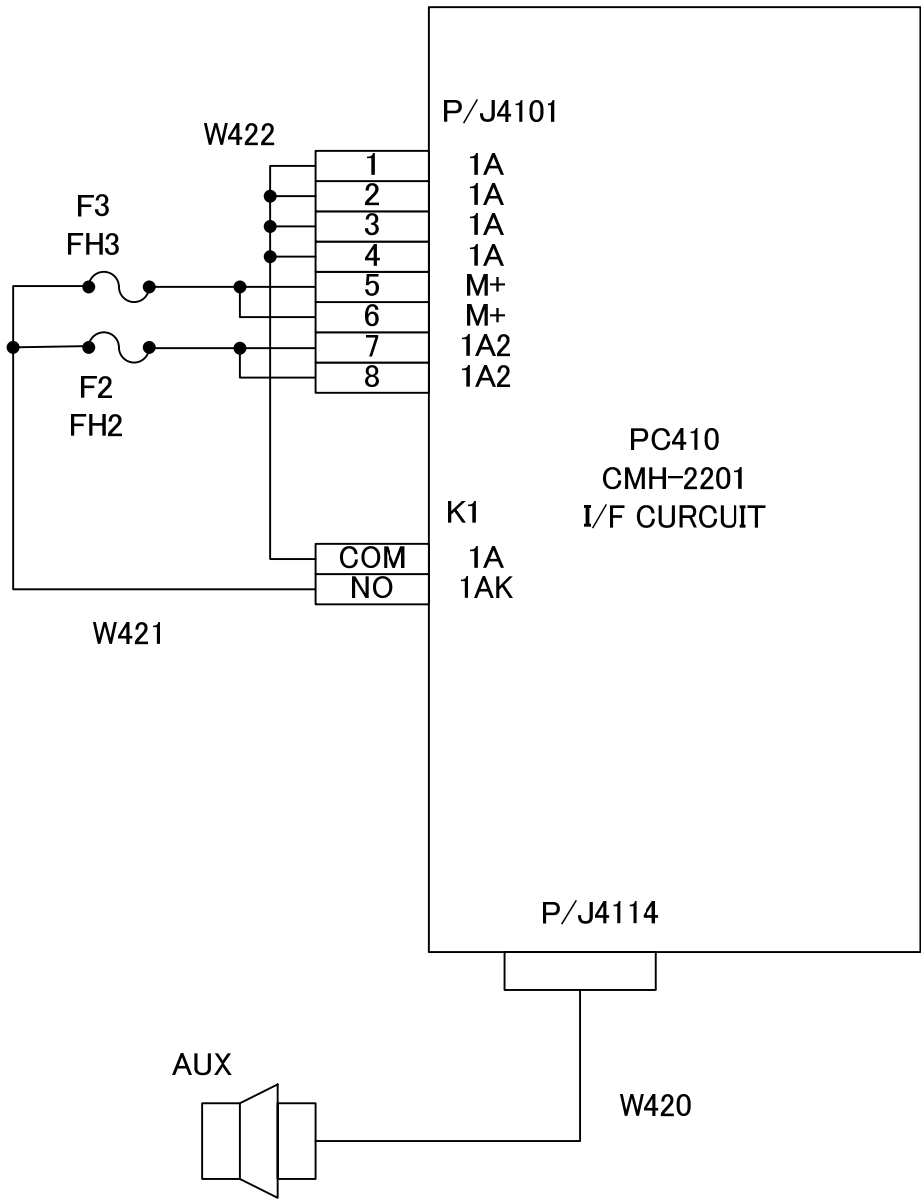 P/J4101
W422
1 1A
2 1A
3 1A
4 1A
5 M+
6 M+
7 1A2
8 1A2
F3
FH3
F2
FH2
PC410
CMH-2201
I/F CURCUIT
K1
COM 1A
NO 1AK
W421
P/J4114
AUX
W420